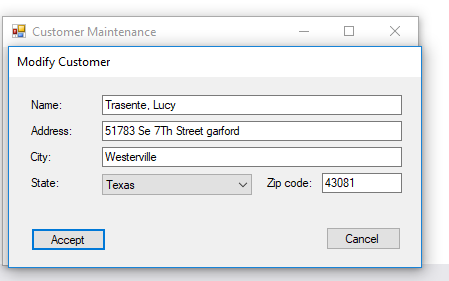 Customer Maintenance
Modify Customer
Name: Trasente, Lucy
Address: 51783 Se 7Th Street garford
City: Westerville
State: Texas Zip code: 43081
Accept Cancel